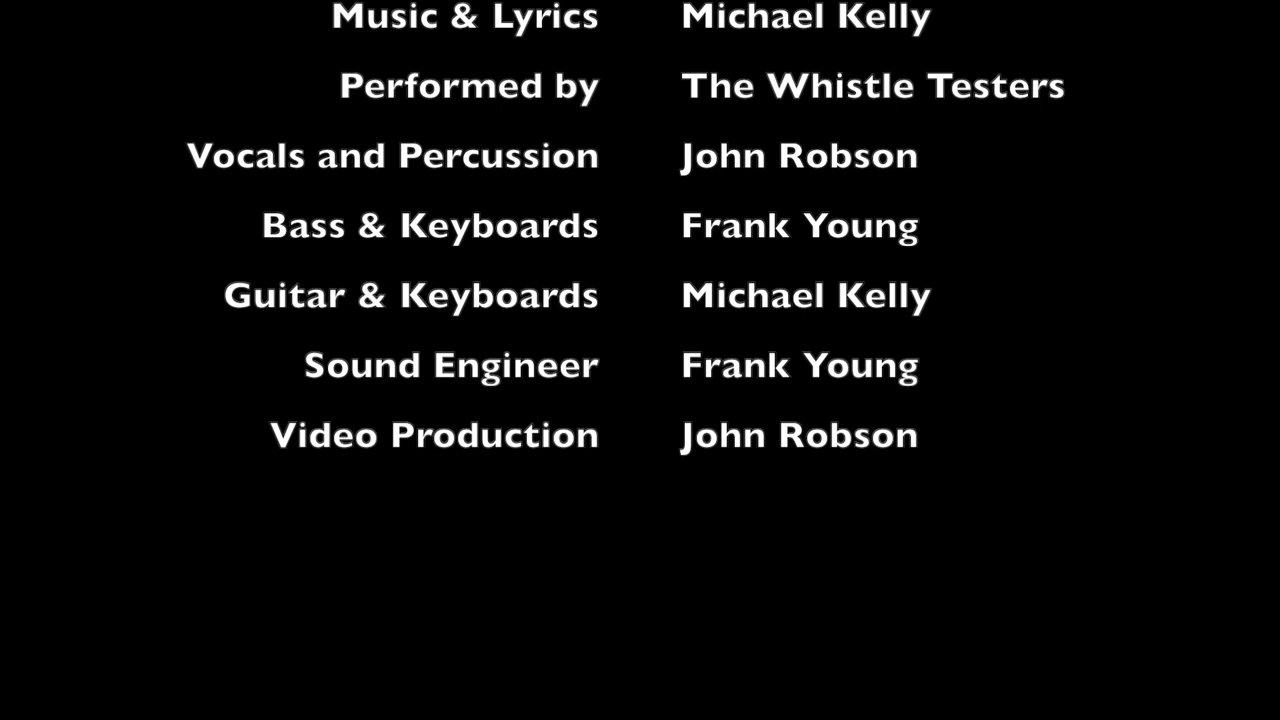 Music & Lyrics Michael Kelly
Performed by The Whistle Testers
Vocals and Percussion John Robson
Bass & Keyboards Frank Young
Guitar & Keyboards Michael Kelly
Sound Engineer Frank Young
Video Production John Robson